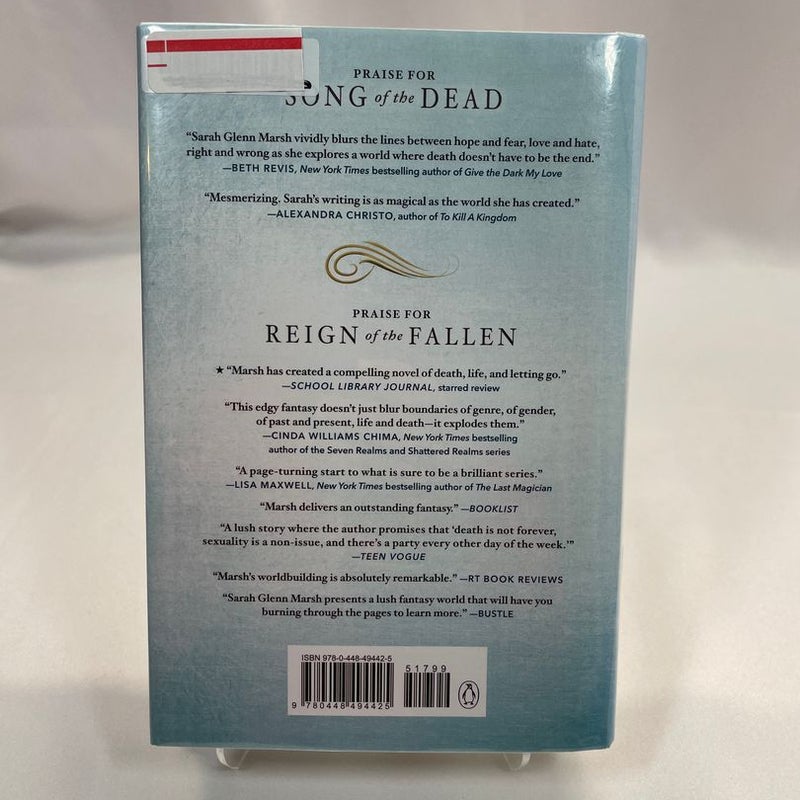 PRAISE FOR
SONG of the DEAD
“Sarah Glenn Marsh vividly blurs the lines between hope and fear, love and hate,
right and wrong as she explores a world where death doesn’t have to be the end.”
—BETH REVIS, New York Times bestselling author of Give the Dark My Love
“Mesmerizing. Sarah’s writing is as magical as the world she has created.”
—ALEXANDRA CHRISTO, author of To Kill A Kingdom
PRAISE FOR
REIGN of the FALLEN
★ “Marsh has created a compelling novel of death, life, and letting go.”
—SCHOOL LIBRARY JOURNAL, starred review
“This edgy fantasy doesn’t just blur boundaries of genre, of gender,
of past and present, life and death—it explodes them.”
—CINDA WILLIAMS CHIMA, New York Times bestselling
author of the Seven Realms and Shattered Realms series
“A page-turning start to what is sure to be a brilliant series.”
—LISA MAXWELL, New York Times bestselling author of The Last Magician
“Marsh delivers an outstanding fantasy.” —BOOKLIST
“A lush story where the author promises that ‘death is not forever,
sexuality is a non-issue, and there’s a party every other day of the week.’”
—TEEN VOGUE
“Marsh’s worldbuilding is absolutely remarkable.” —RT BOOK REVIEWS
“Sarah Glenn Marsh presents a lush fantasy world that will have you
burning through the pages to learn more.” —BUSTLE
ISBN 978-0-448-49442-5
51799
9 780448 494425